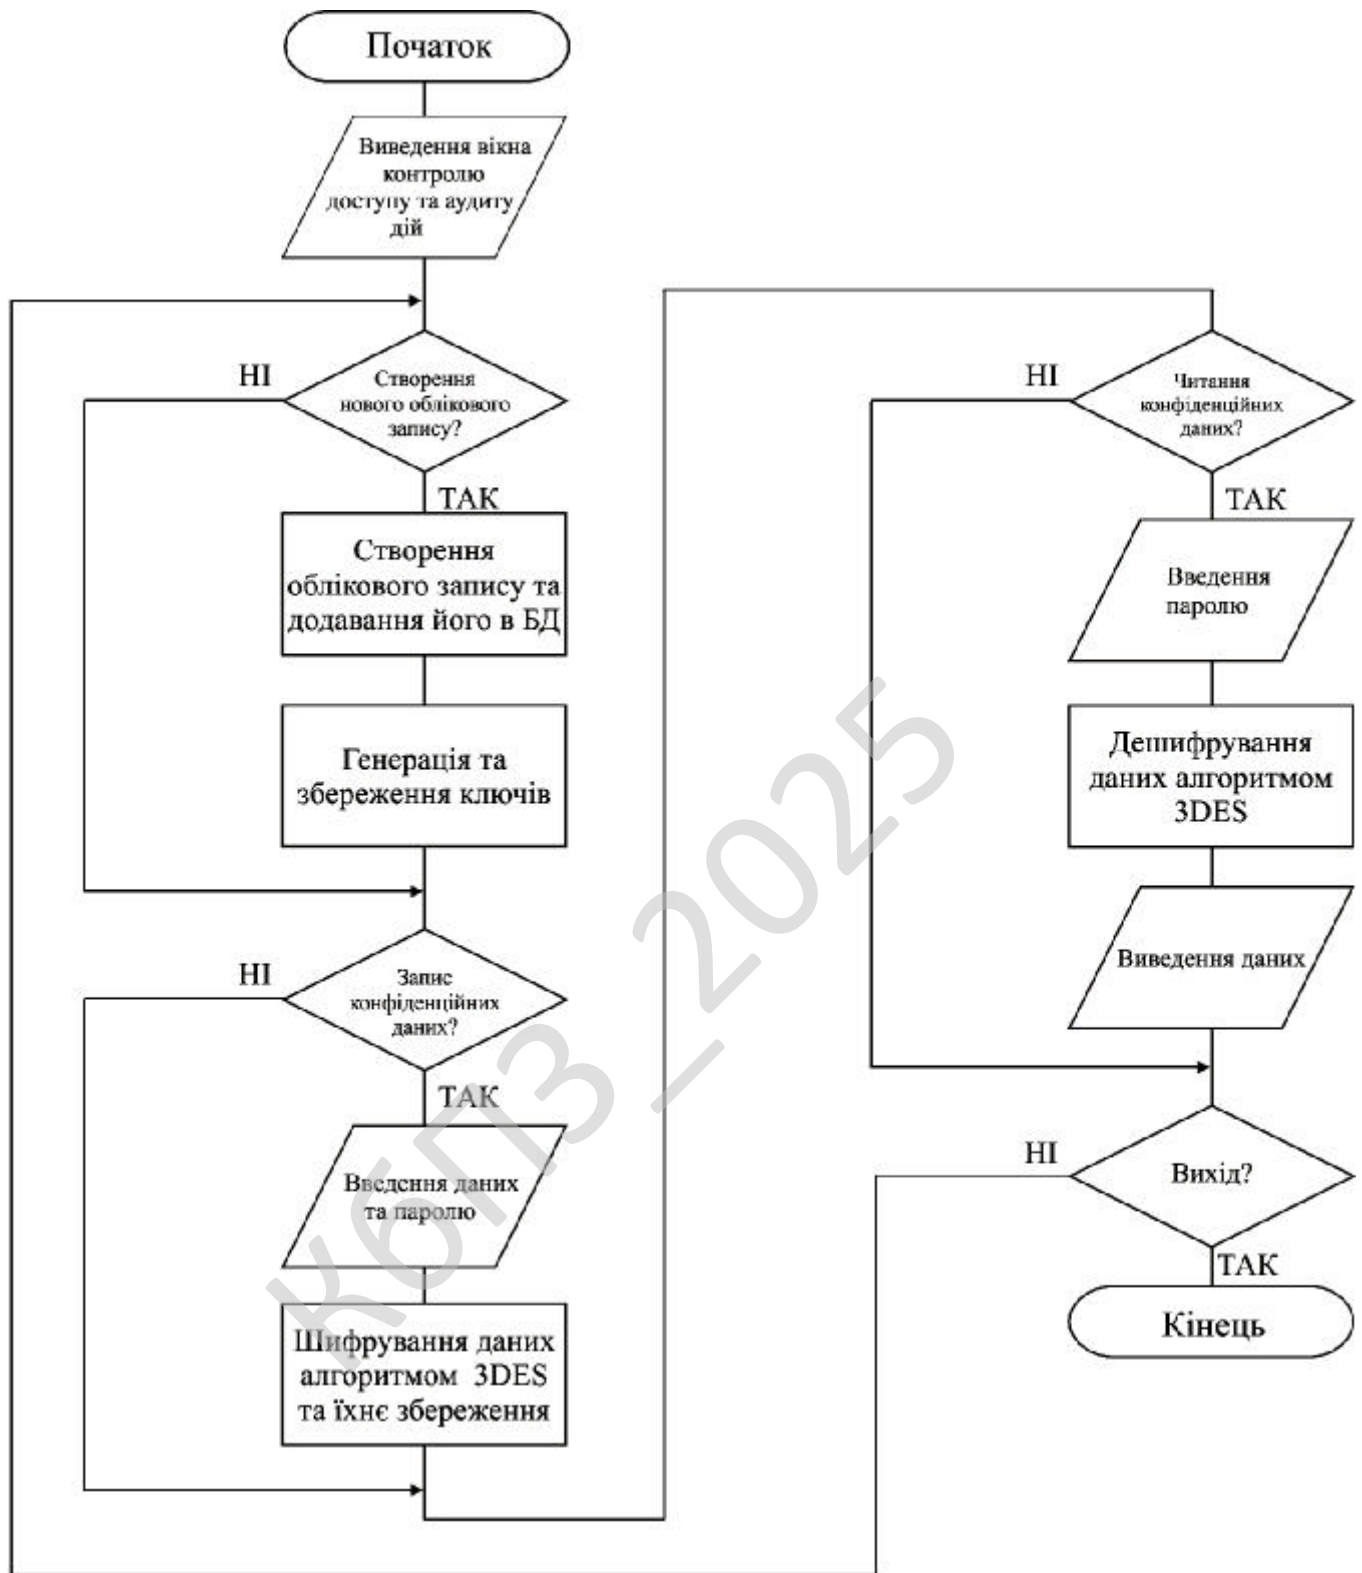 Початок
Виведення вікна
контролю
доступу та аудиту
дій
НІ
Створення
нового облікового
запису?
ТАК
Створення
облікового запису та
додавання його в БД
Генерація та
збереження ключів
НІ
Запис
конфіденційних
даних?
ТАК
Введення даних
та паролю
Шифрування даних
алгоритмом 3DES
та їхнє збереження
НІ
Читання
конфіденційних
даних?
ТАК
Введення
паролю
Дешифрування
даних алгоритмом
3DES
Виведення даних
НІ
Вихід?
ТАК
Кінець
КбПЗ_2025